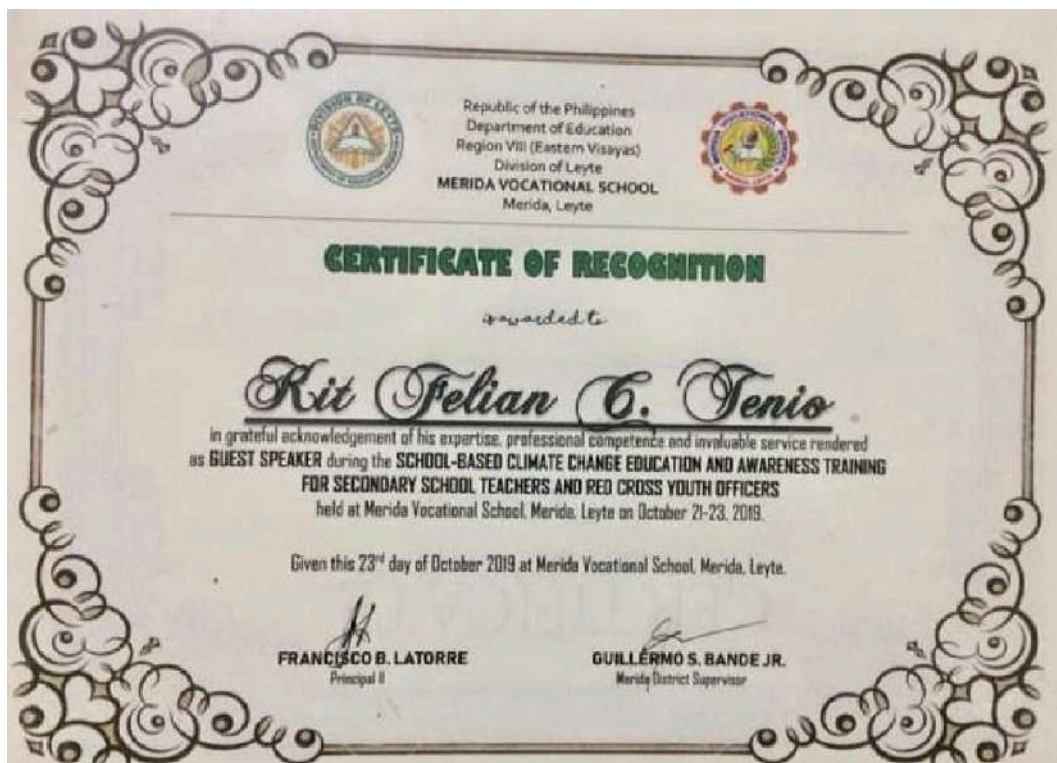 DIVISION OF LEYTE
Republic of the Philippines
Department of Education
Region VIII (Eastern Visayas)
Division of Leyte
MERIDA VOCATIONAL SCHOOL
Merida, Leyte
CERTIFICATE OF RECOGNITION
is awarded to
Kit Felian C. Tenio
in grateful acknowledgement of his expertise, professional competence and invaluable service rendered
as GUEST SPEAKER during the SCHOOL-BASED CLIMATE CHANGE EDUCATION AND AWARENESS TRAINING
FOR SECONDARY SCHOOL TEACHERS AND RED CROSS YOUTH OFFICERS
held at Merida Vocational School, Merida, Leyte on October 21-23, 2019.
Given this 23rd day of October 2019 at Merida Vocational School, Merida, Leyte.
FRANCISCO B. LATORRE
Principal II
GUILLERMO S. BANDE JR.
Merida District Supervisor